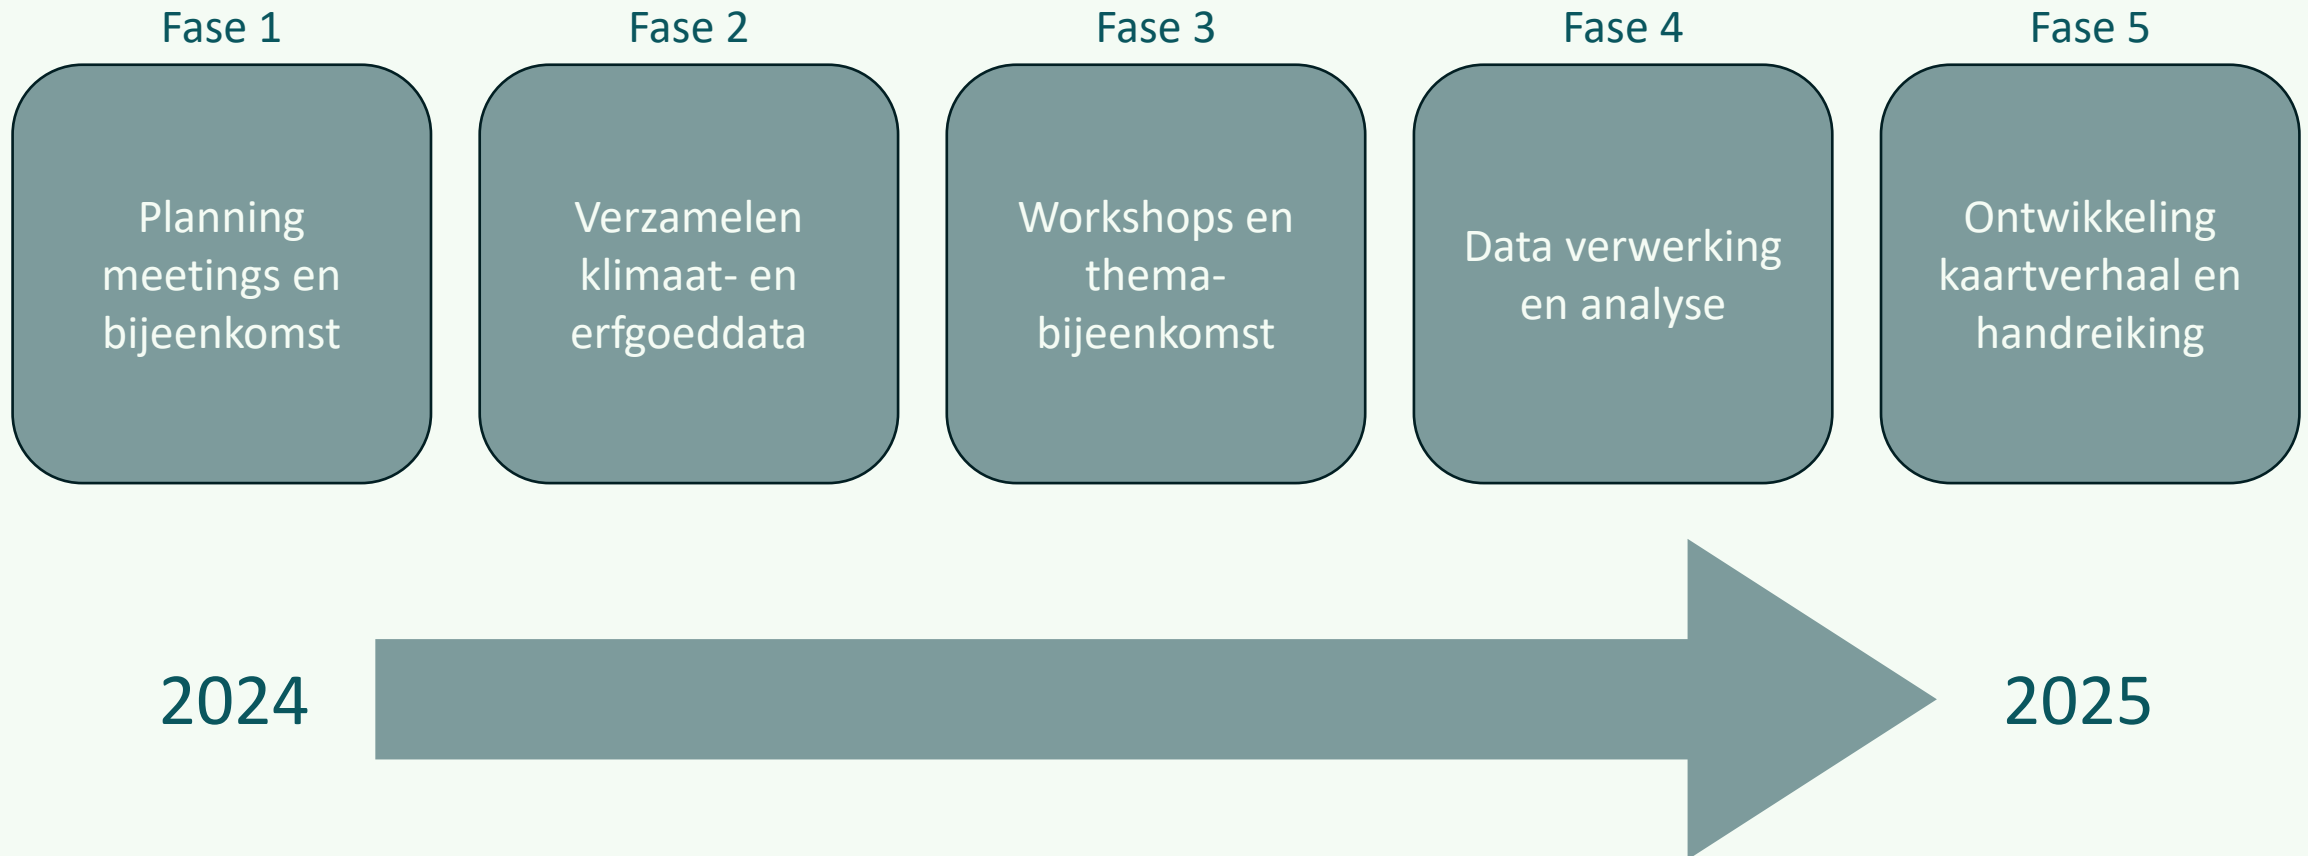 Fase 1
Planning
meetings en
bijeenkomst
Fase 2
Verzamelen
klimaat- en
erfgoeddata
Fase 3
Workshops en
thema-
bijeenkomst
Fase 4
Data verwerking
en analyse
Fase 5
Ontwikkeling
kaartverhaal en
handreiking
2024
2025